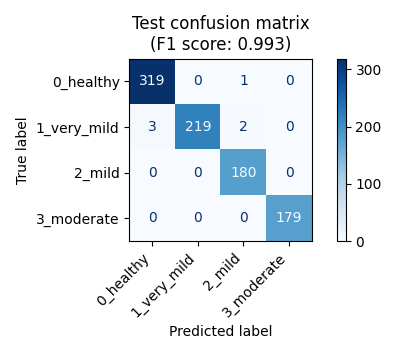 Test confusion matrix
(F1 score: 0.993)
True label
0_healthy 319 0 1 0
1_very_mild 3 219 2 0
2_mild 0 0 180 0
3_moderate 0 0 0 179
0_healthy 1_very_mild 2_mild 3_moderate
Predicted label
300
200
100
0